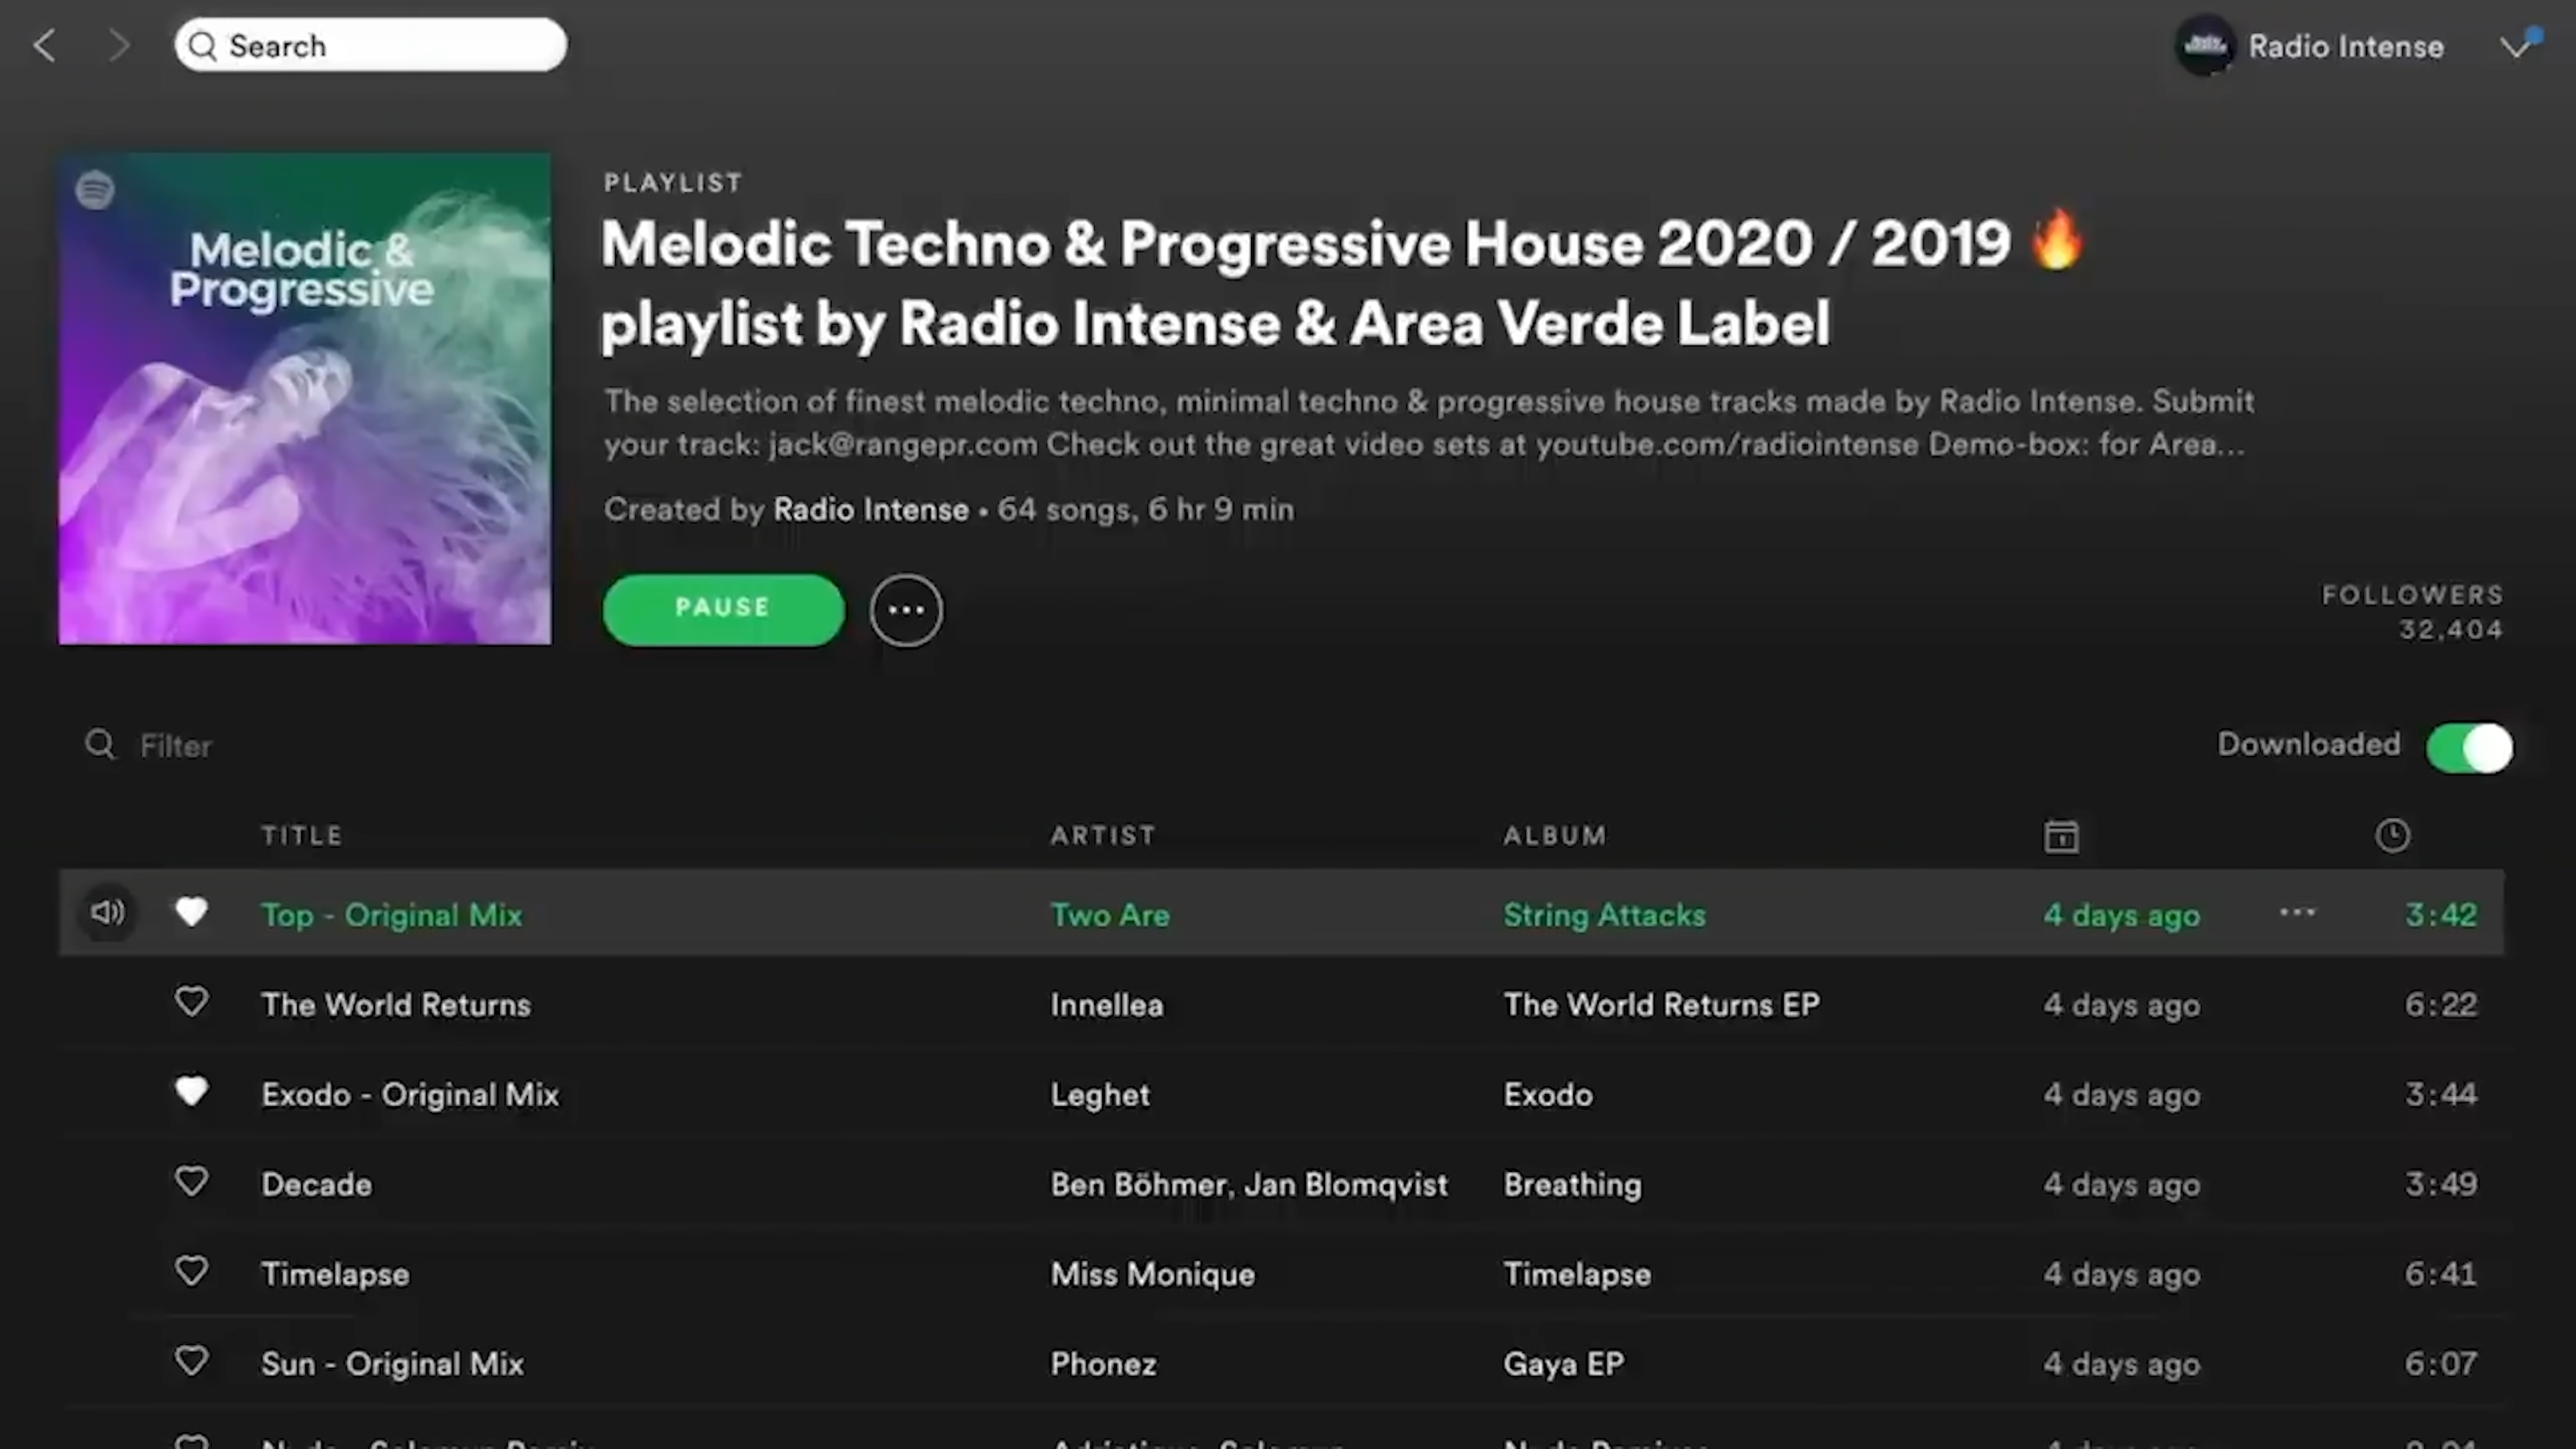 Search
Radio Intense
Melodic &
Progressive
PLAYLIST
Melodic Techno & Progressive House 2020 / 2019 🔥
playlist by Radio Intense & Area Verde Label
The selection of finest melodic techno, minimal techno & progressive house tracks made by Radio Intense. Submit
your track: jack@rangepr.com Check out the great video sets at youtube.com/radiointense Demo-box: for Area...
Created by Radio Intense • 64 songs, 6 hr 9 min
PAUSE
FOLLOWERS
32,404
Filter
Downloaded
TITLE ARTIST ALBUM
Top - Original Mix Two Are String Attacks 4 days ago 3:42
The World Returns Innellea The World Returns EP 4 days ago 6:22
Exodo - Original Mix Leghet Exodo 4 days ago 3:44
Decade Ben Böhmer, Jan Blomqvist Breathing 4 days ago 3:49
Timelapse Miss Monique Timelapse 4 days ago 6:41
Sun - Original Mix Phonez Gaya EP 4 days ago 6:07